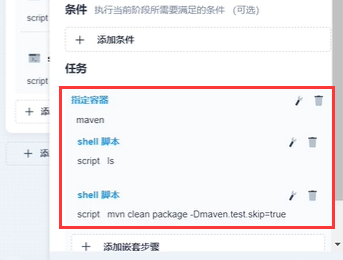 条件 执行当前阶段所需要满足的条件 (可选)
script
+ 添加条件
任务
s
script
指定容器
maven
+ 添
shell 脚本
script ls
+ 添
shell 脚本
script mvn clean package -Dmaven.test.skip=true
+ 添加嵌套步骤